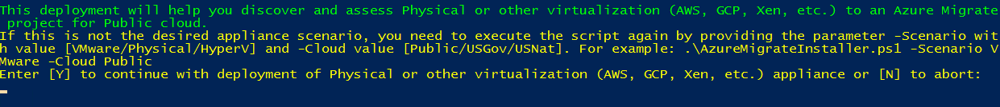 This deployment will help you discover and assess Physical or other virtualization (AWS, GCP, Xen, etc.) to an Azure Migrate
 project for Public cloud.
If this is not the desired appliance scenario, you need to execute the script again by providing the parameter -Scenario wit
h value [VMware/Physical/HyperV] and -Cloud value [Public/USGov/USNat]. For example: .\AzureMigrateInstaller.ps1 -Scenario V
Mware -Cloud Public
Enter [Y] to continue with deployment of Physical or other virtualization (AWS, GCP, Xen, etc.) appliance or [N] to abort: